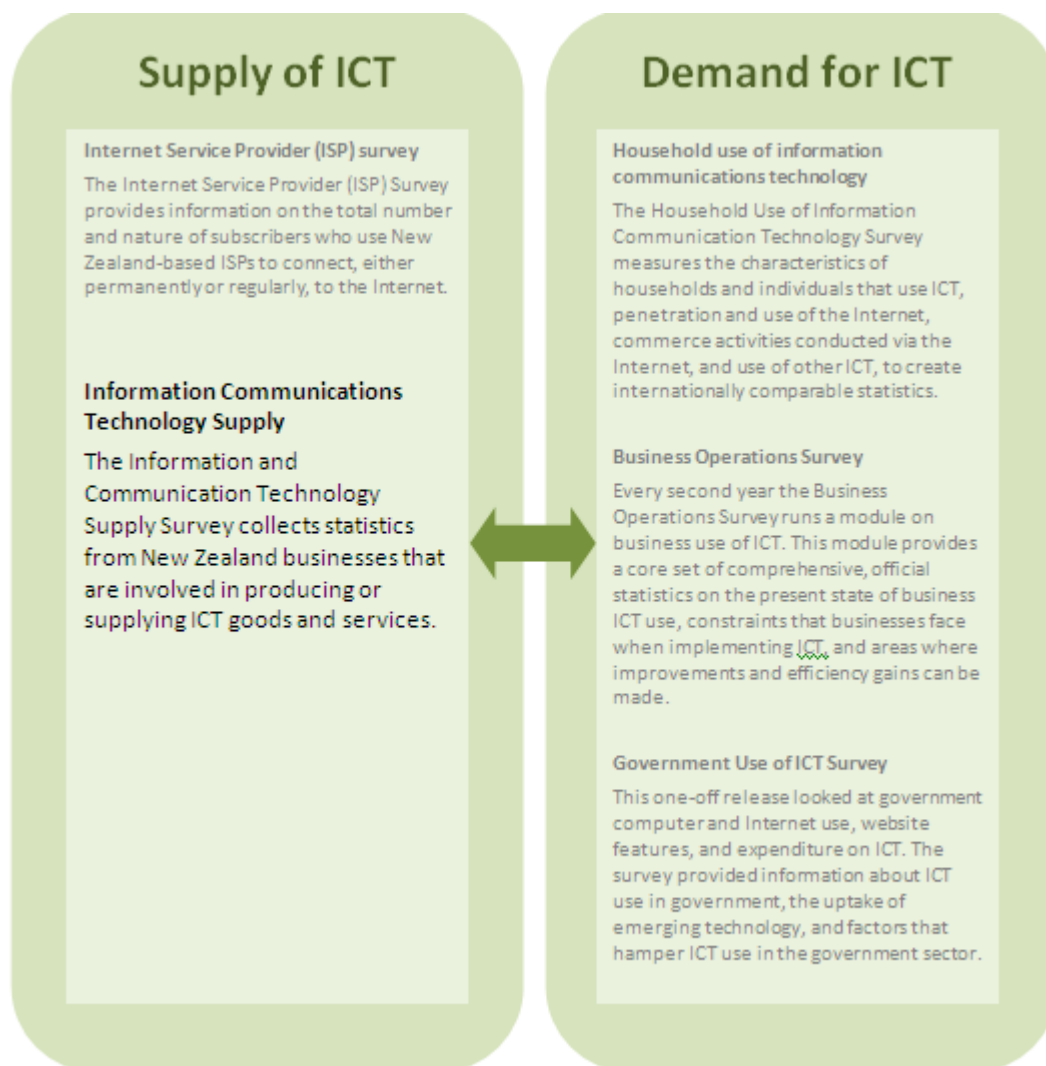 Supply of ICT
Internet Service Provider (ISP) survey
The Internet Service Provider (ISP) Survey
provides information on the total number
and nature of subscribers who use New
Zealand-based ISPs to connect, either
permanently or regularly, to the Internet.
Information Communications
Technology Supply
The Information and
Communication Technology
Supply Survey collects statistics
from New Zealand businesses that
are involved in producing or
supplying ICT goods and services.
Demand for ICT
Household use of information
communications technology
The Household Use of Information
Communication Technology Survey
measures the characteristics of
households and individuals that use ICT,
penetration and use of the Internet,
commerce activities conducted via the
Internet, and use of other ICT, to create
internationally comparable statistics.
Business Operations Survey
Every second year the Business
Operations Survey runs a module on
business use of ICT. This module provides
a core set of comprehensive, official
statistics on the present state of business
ICT use, constraints that businesses face
when implementing ICT, and areas where
improvements and efficiency gains can be
made.
Government Use of ICT Survey
This one-off release looked at government
computer and Internet use, website
features, and expenditure on ICT. The
survey provided information about ICT
use in government, the uptake of
emerging technology, and factors that
hamper ICT use in the government sector.